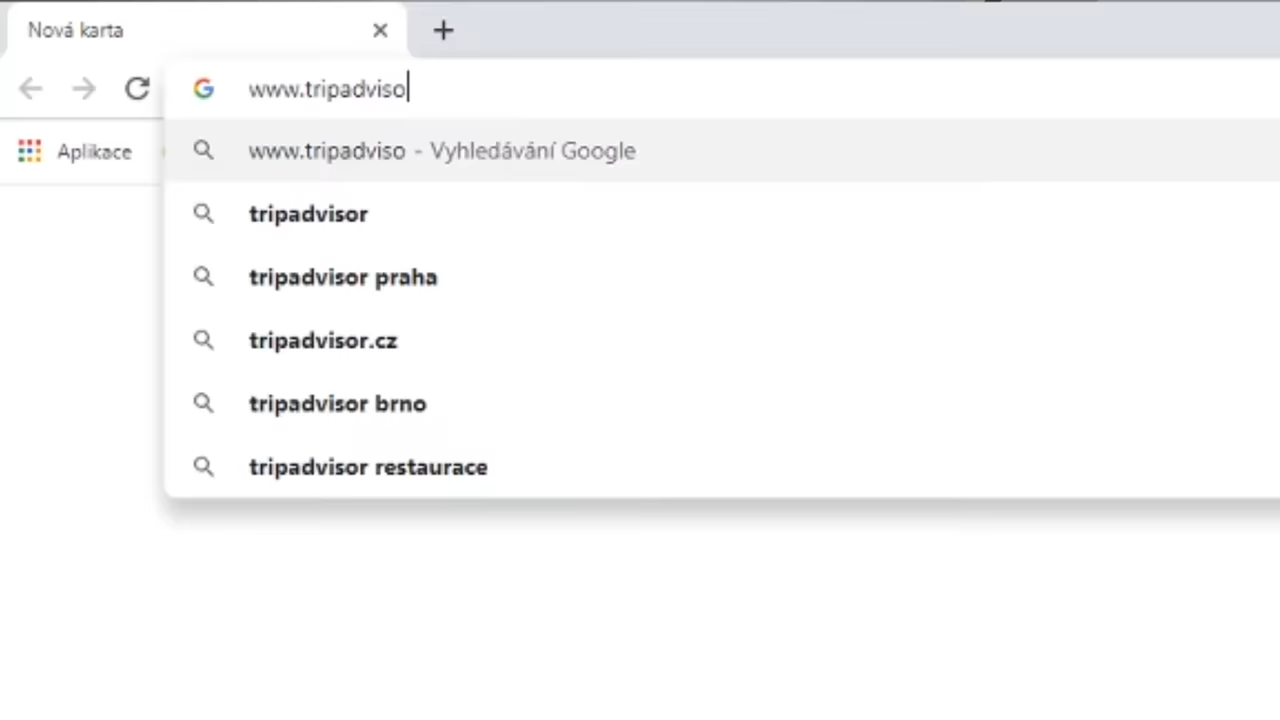 Nová karta
www.tripadviso
Aplikace
www.tripadviso - Vyhledávání Google
tripadvisor
tripadvisor praha
tripadvisor.cz
tripadvisor brno
tripadvisor restaurace